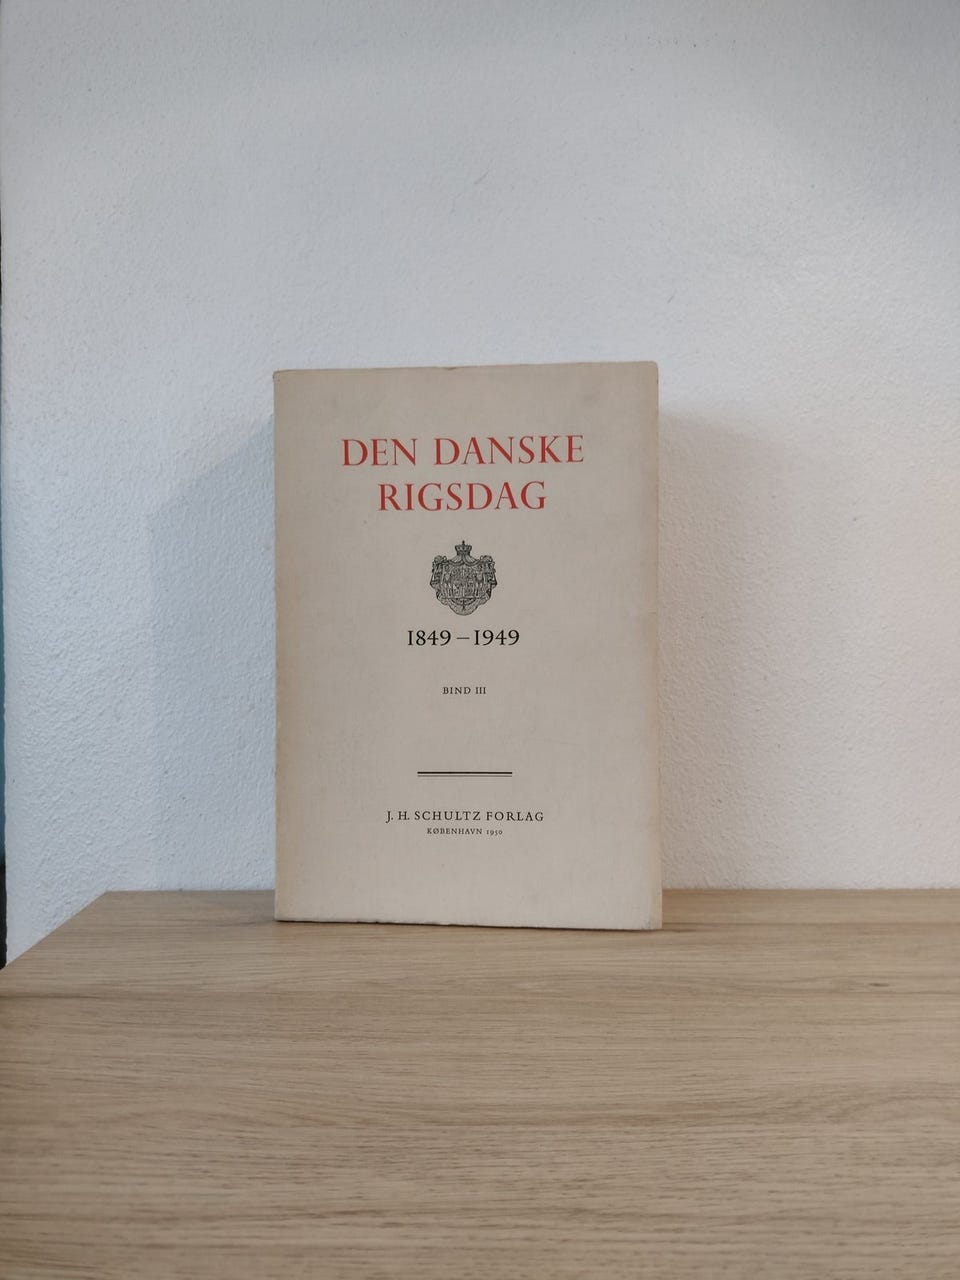 DEN DANSKE
RIGSDAG
1849–1949
BIND III
J. H. SCHULTZ FORLAG
KØBENHAVN 1950